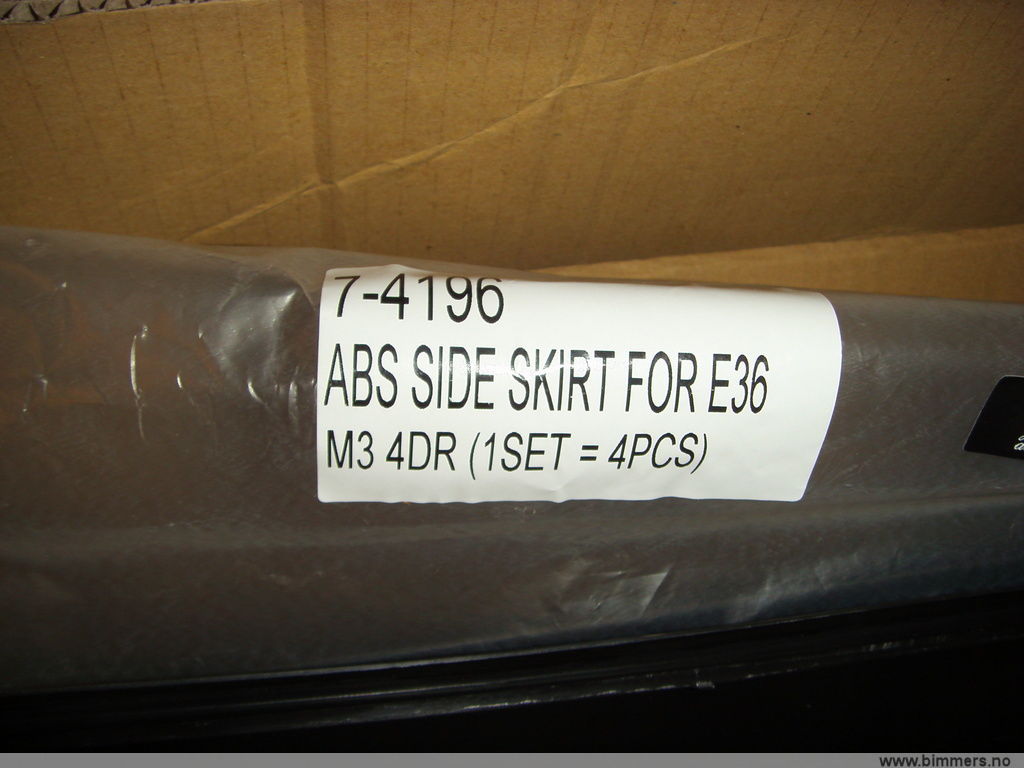 7-4196
ABS SIDE SKIRT FOR E36
M3 4DR (1SET = 4PCS)
www.bimmers.no